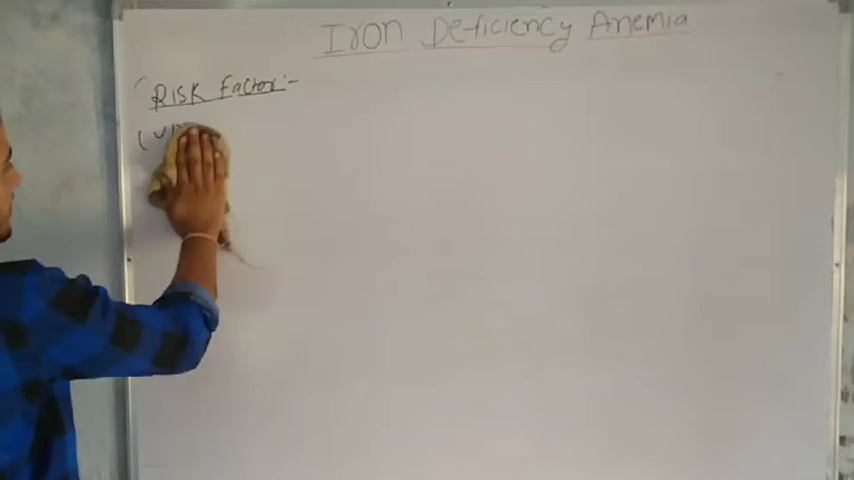 Iron Deficiency Anemia
Risk Factor :-